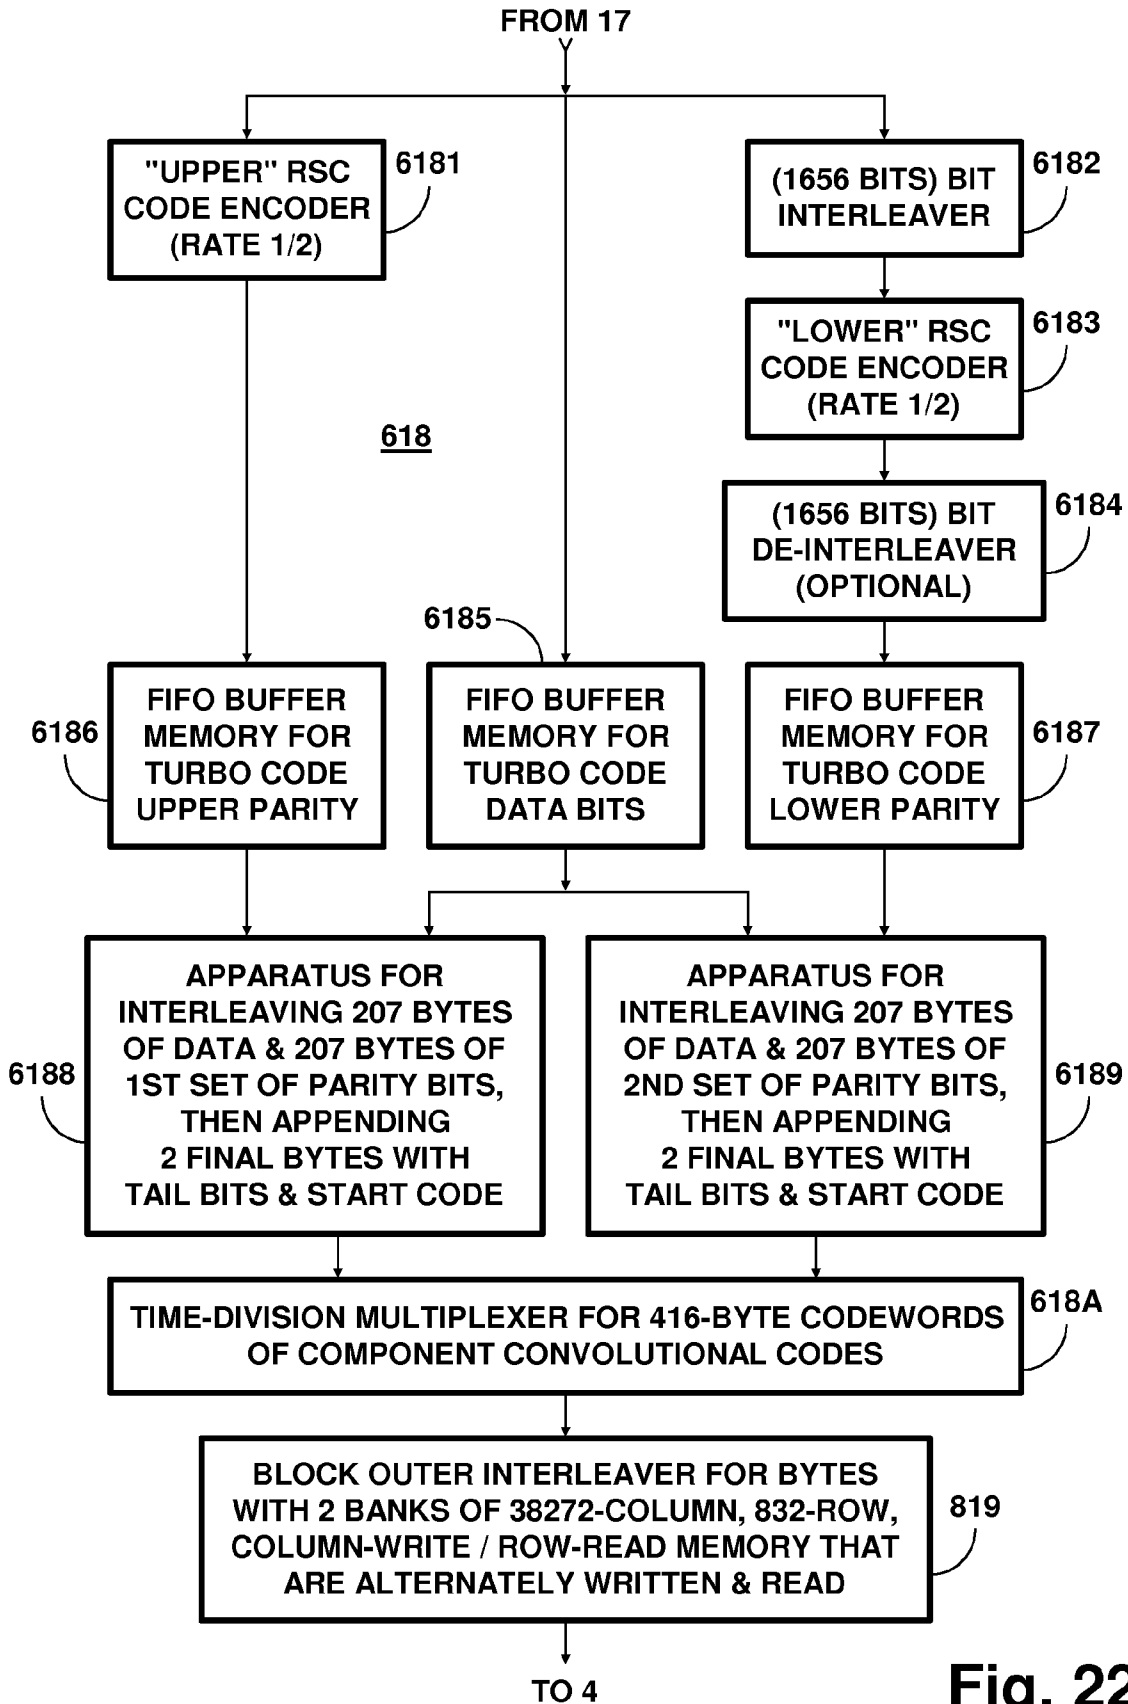 FROM 17
"UPPER" RSC
CODE ENCODER
(RATE 1/2)
6181
(1656 BITS) BIT
INTERLEAVER
6182
"LOWER" RSC
CODE ENCODER
(RATE 1/2)
6183
618
(1656 BITS) BIT
DE-INTERLEAVER
(OPTIONAL)
6184
6185
6186
FIFO BUFFER
MEMORY FOR
TURBO CODE
UPPER PARITY
FIFO BUFFER
MEMORY FOR
TURBO CODE
DATA BITS
FIFO BUFFER
MEMORY FOR
TURBO CODE
LOWER PARITY
6187
6188
APPARATUS FOR
INTERLEAVING 207 BYTES
OF DATA & 207 BYTES OF
1ST SET OF PARITY BITS,
THEN APPENDING
2 FINAL BYTES WITH
TAIL BITS & START CODE
APPARATUS FOR
INTERLEAVING 207 BYTES
OF DATA & 207 BYTES OF
2ND SET OF PARITY BITS,
THEN APPENDING
2 FINAL BYTES WITH
TAIL BITS & START CODE
6189
TIME-DIVISION MULTIPLEXER FOR 416-BYTE CODEWORDS
OF COMPONENT CONVOLUTIONAL CODES
618A
BLOCK OUTER INTERLEAVER FOR BYTES
WITH 2 BANKS OF 38272-COLUMN, 832-ROW,
COLUMN-WRITE / ROW-READ MEMORY THAT
ARE ALTERNATELY WRITTEN & READ
819
TO 4
Fig. 22